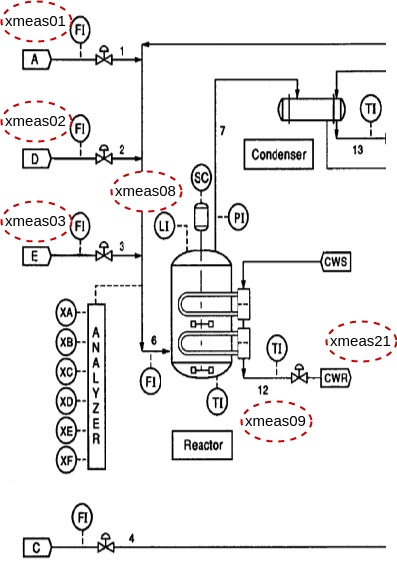 xmeas01
FI
A
1
xmeas02
FI
D
2
7
TI
13
Condenser
SC
xmeas08
xmeas03
FI
LI
PI
E
3
CWS
XA
XB
XC
XD
XE
XF
ANALYZER
6
FI
TI
xmeas21
CWR
12
TI
xmeas09
Reactor
FI
C
4